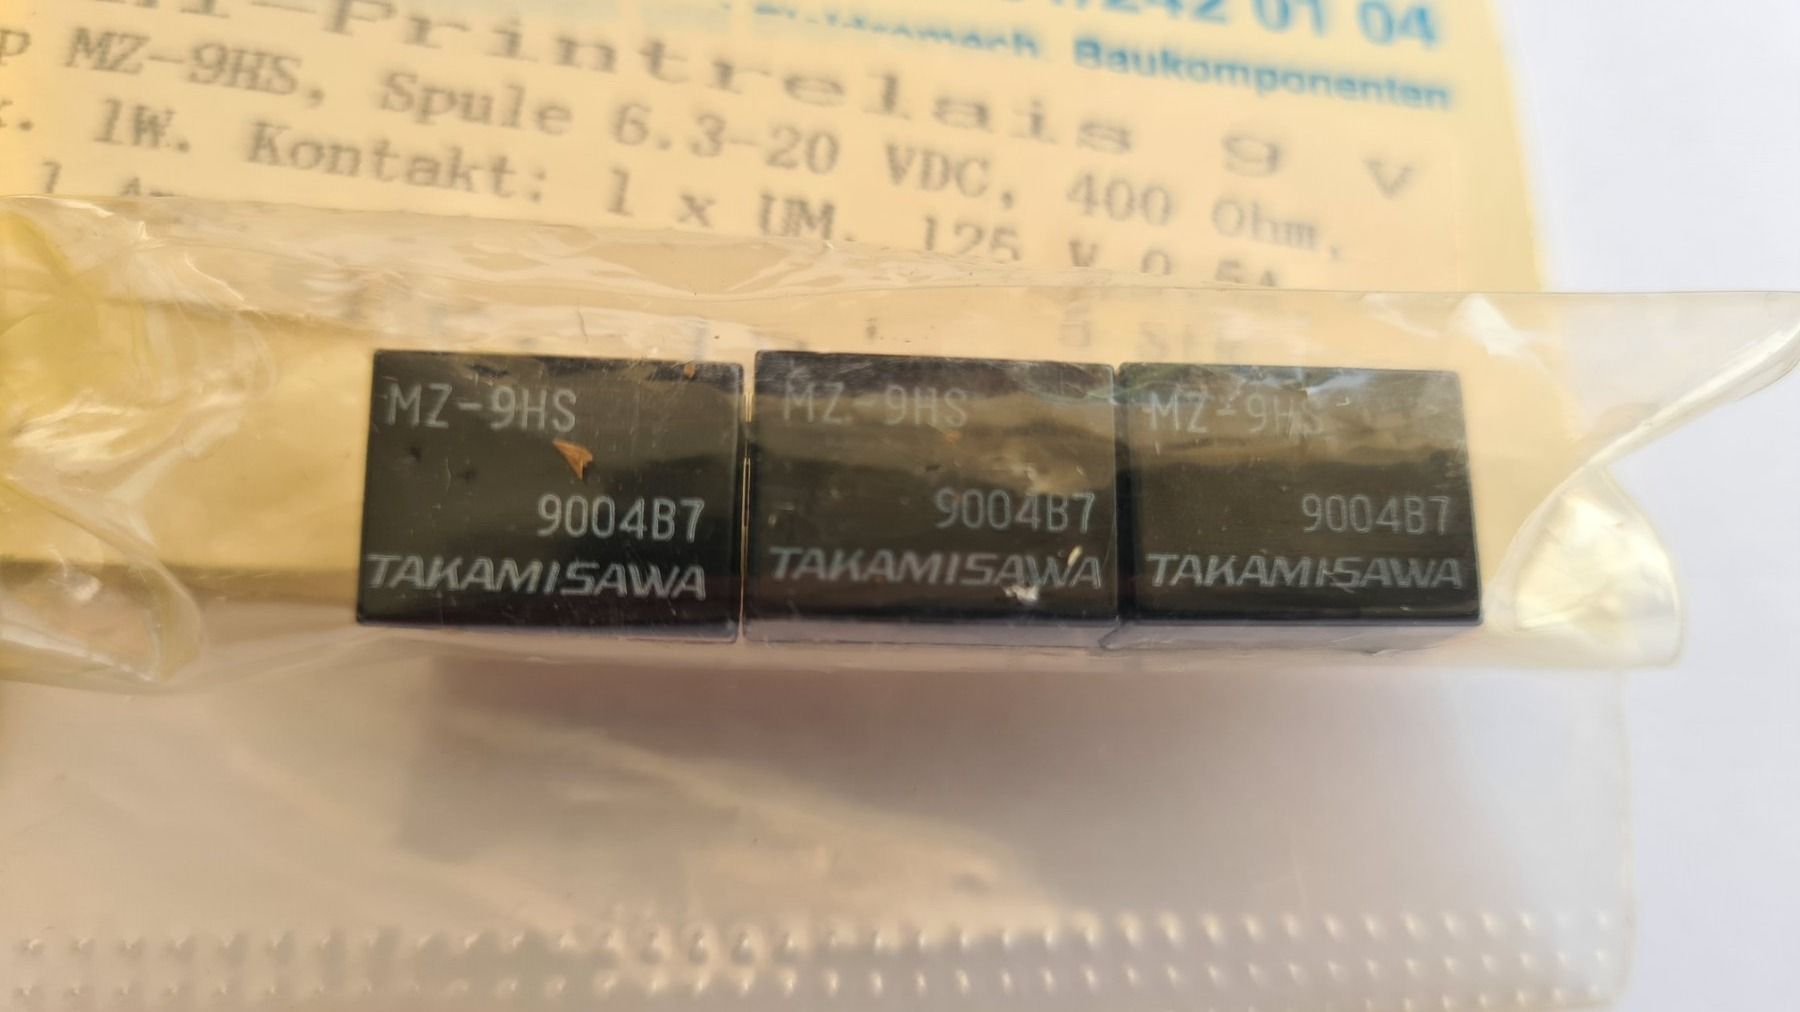 242 01 04
Baukomponenten
Printrelais 9 V
MZ-9HS, Spule 6.3-20 VDC, 400 Ohm,
1W. Kontakt: 1 x UM. 125 V 0.5A
MZ-9HS
9004B7
TAKAMISAWA
MZ-9HS
9004B7
TAKAMISAWA
MZ-9HS
9004B7
TAKAMISAWA